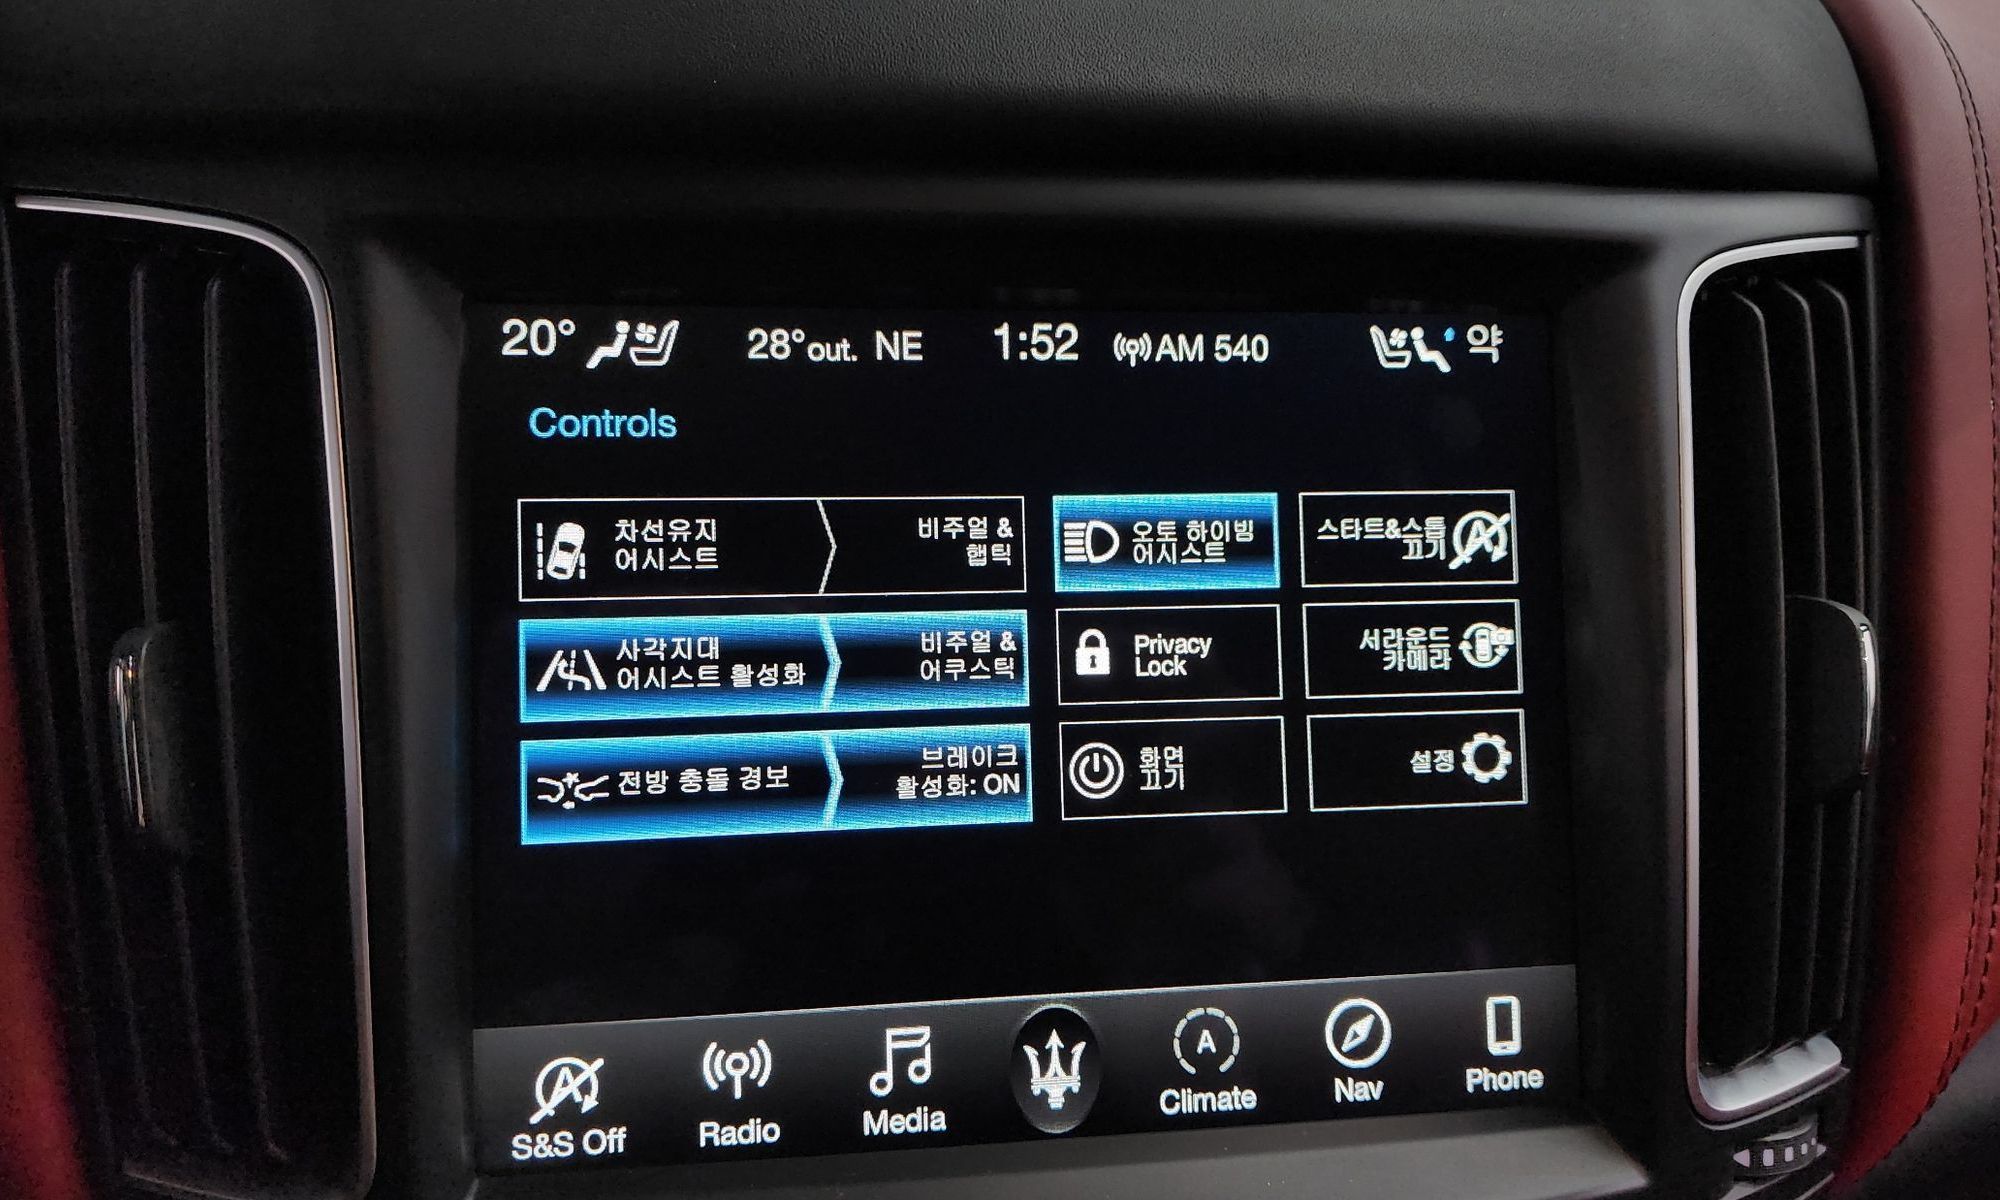 20° 28°out. NE 1:52 AM 540 약
Controls
차선유지
어시스트
비주얼 &
햅틱
오토 하이빔
어시스트
스타트&스톱
끄기
사각지대
어시스트 활성화
비주얼 &
어쿠스틱
Privacy
Lock
서라운드
카메라
전방 충돌 경보
브레이크
활성화: ON
화면
끄기
설정
S&S Off
Radio
Media
A
Climate
Nav
Phone